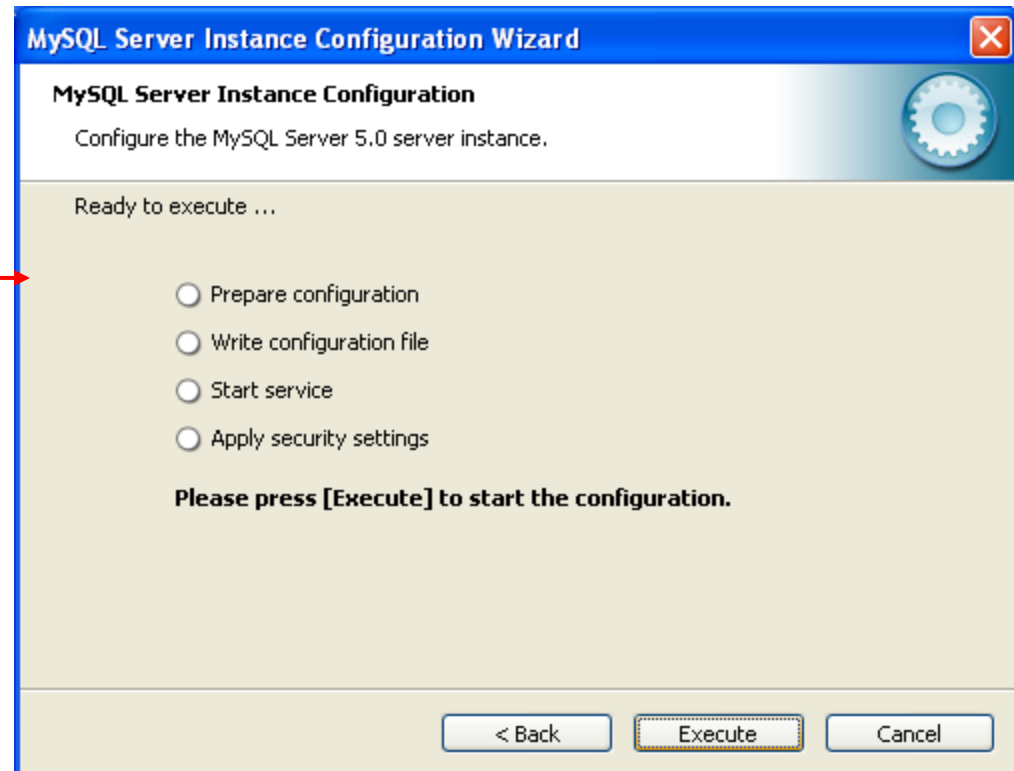 MySQL Server Instance Configuration Wizard
MySQL Server Instance Configuration
Configure the MySQL Server 5.0 server instance.
Ready to execute ...
Prepare configuration
Write configuration file
Start service
Apply security settings
Please press [Execute] to start the configuration.
< Back
Execute
Cancel